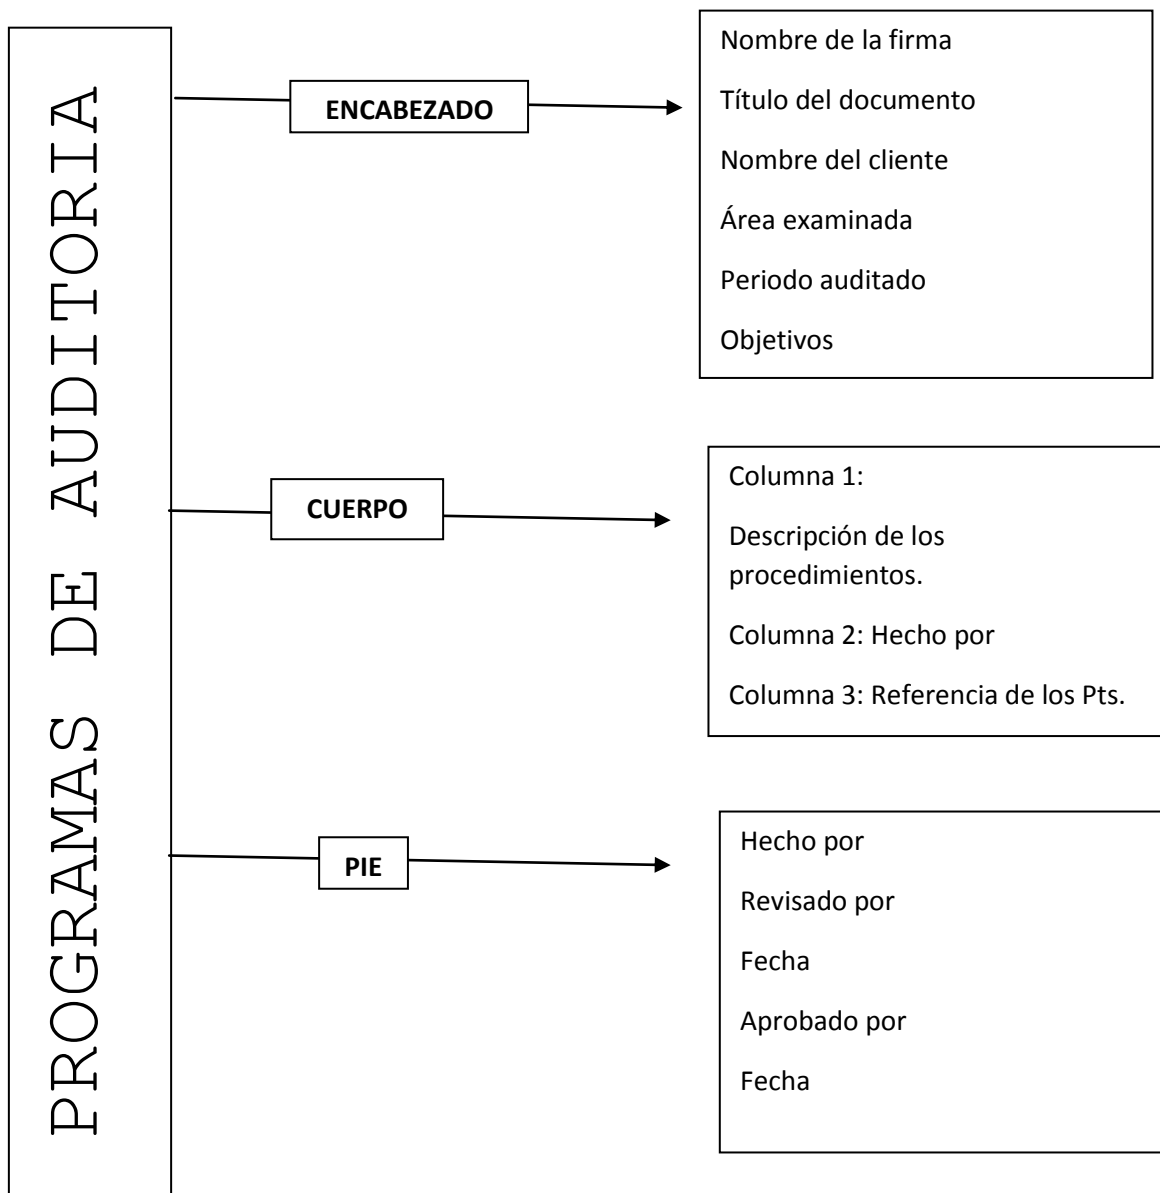 PROGRAMAS DE AUDITORIA
ENCABEZADO
Nombre de la firma
Título del documento
Nombre del cliente
Área examinada
Periodo auditado
Objetivos
CUERPO
Columna 1:
Descripción de los
procedimientos.
Columna 2: Hecho por
Columna 3: Referencia de los Pts.
PIE
Hecho por
Revisado por
Fecha
Aprobado por
Fecha